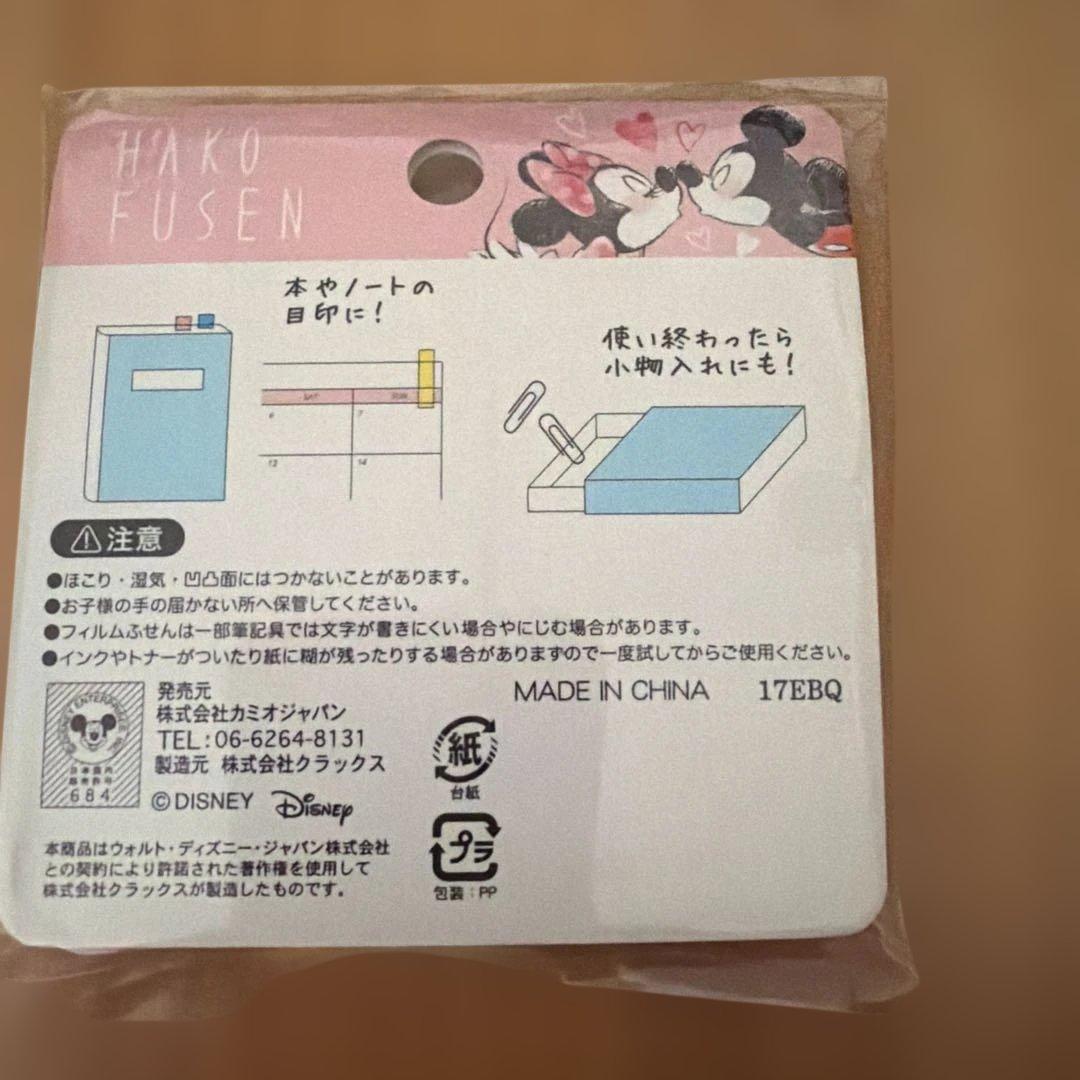 HAKO
FUSEN
本やノートの
目印に!
使い終わったら
小物入れにも!
SAT SUN
6 7
13 14
注意
●ほこり・湿気・凹凸面にはつかないことがあります。
●お子様の手の届かない所へ保管してください。
●フィルムふせんは一部筆記具では文字が書きにくい場合やにじむ場合があります。
●インクやトナーがついたり紙に糊が残ったりする場合がありますので一度試してからご使用ください。
MADE IN CHINA 17EBQ
発売元
株式会社カミオジャパン
TEL:06-6264-8131
製造元 株式会社クラックス
©DISNEY Disney
684
紙
台紙
プラ
包装:PP
本商品はウォルト・ディズニー・ジャパン株式会社
との契約により許諾された著作権を使用して
株式会社クラックスが製造したものです。